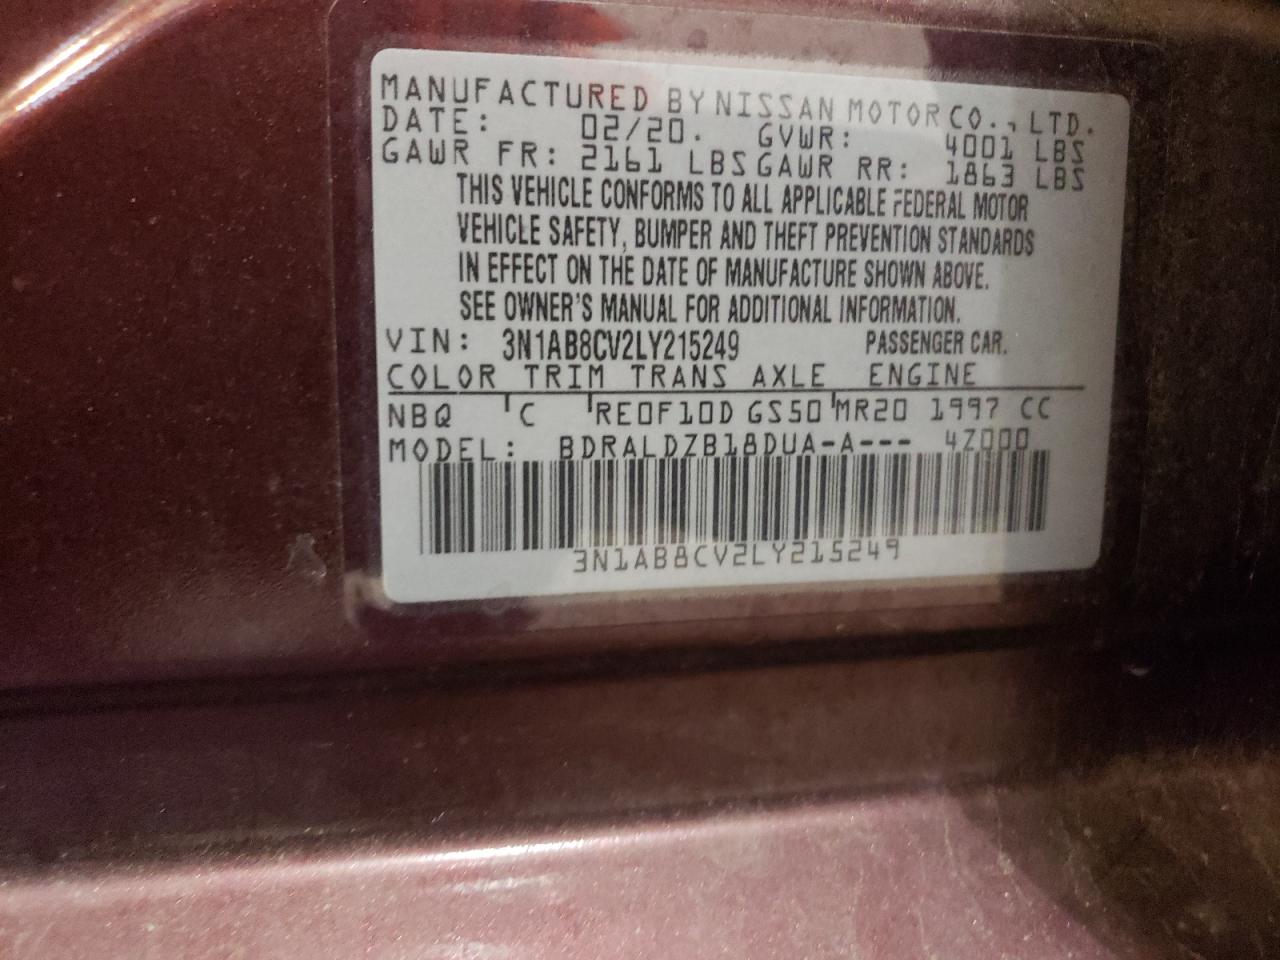 MANUFACTURED BY NISSAN MOTOR CO., LTD.
DATE: 02/20. GVWR: 4001 LBS
GAWR FR: 2161 LBS GAWR RR: 1863 LBS
THIS VEHICLE CONFORMS TO ALL APPLICABLE FEDERAL MOTOR
VEHICLE SAFETY, BUMPER AND THEFT PREVENTION STANDARDS
IN EFFECT ON THE DATE OF MANUFACTURE SHOWN ABOVE.
SEE OWNER'S MANUAL FOR ADDITIONAL INFORMATION.
VIN: 3N1AB8CV2LY215249 PASSENGER CAR.
COLOR TRIM TRANS AXLE ENGINE
NBQ C RE0F10D GS50 MR20 1997 CC
MODEL: BDRALDZB18DUA-A--- 4Z000
3N1AB8CV2LY215249